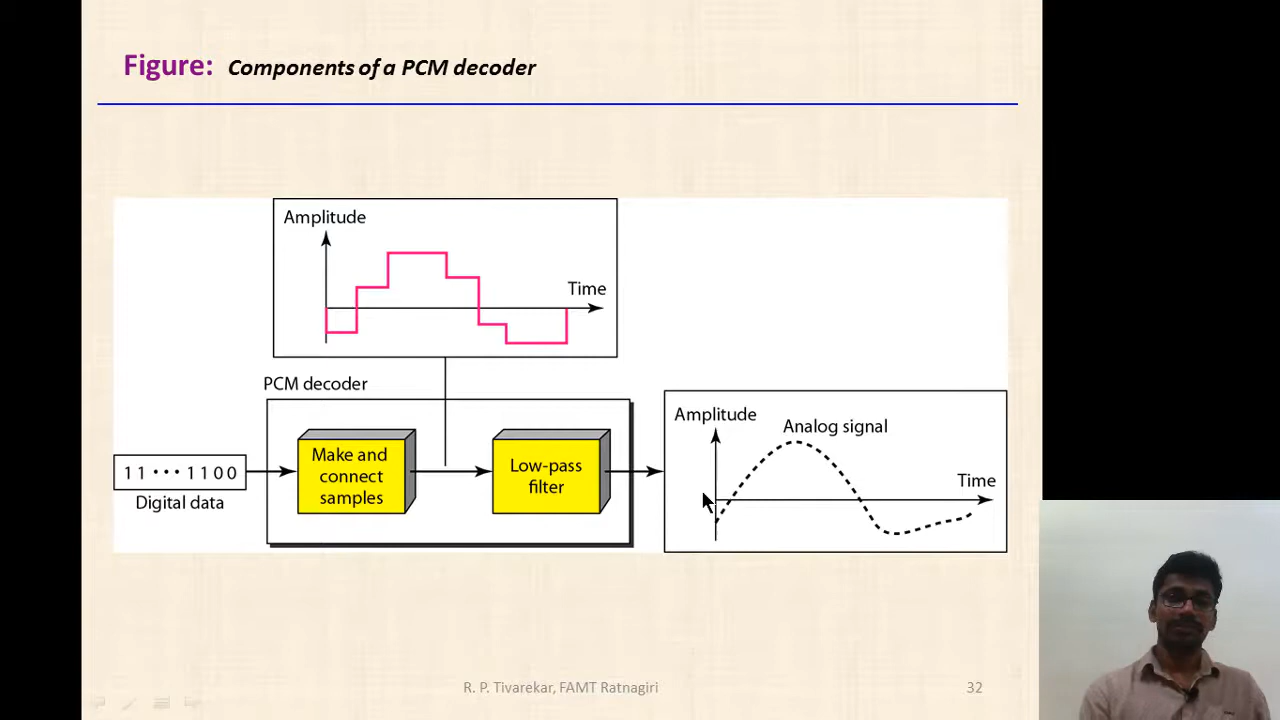 Figure: Components of a PCM decoder
Amplitude
Time
PCM decoder
Make and
connect
samples
Low-pass
filter
11 ··· 1100
Digital data
Amplitude
Analog signal
Time
R. P. Tivarekar, FAMT Ratnagiri
32